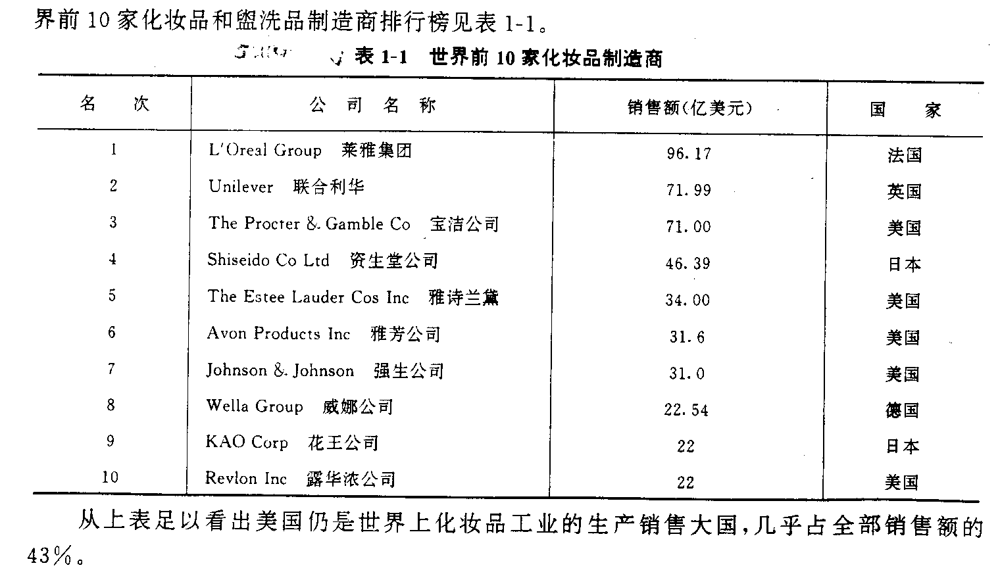 界前10家化妆品和盥洗品制造商排行榜见表1-1。
表1-1 世界前10家化妆品制造商
名 次 公 司 名 称 销售额(亿美元) 国 家
1 L'Oreal Group 莱雅集团 96.17 法国
2 Unilever 联合利华 71.99 英国
3 The Procter & Gamble Co 宝洁公司 71.00 美国
4 Shiseido Co Ltd 资生堂公司 46.39 日本
5 The Estee Lauder Cos Inc 雅诗兰黛 34.00 美国
6 Avon Products Inc 雅芳公司 31.6 美国
7 Johnson & Johnson 强生公司 31.0 美国
8 Wella Group 威娜公司 22.54 德国
9 KAO Corp 花王公司 22 日本
10 Revlon Inc 露华浓公司 22 美国
从上表足以看出美国仍是世界上化妆品工业的生产销售大国,几乎占全部销售额的
43%。